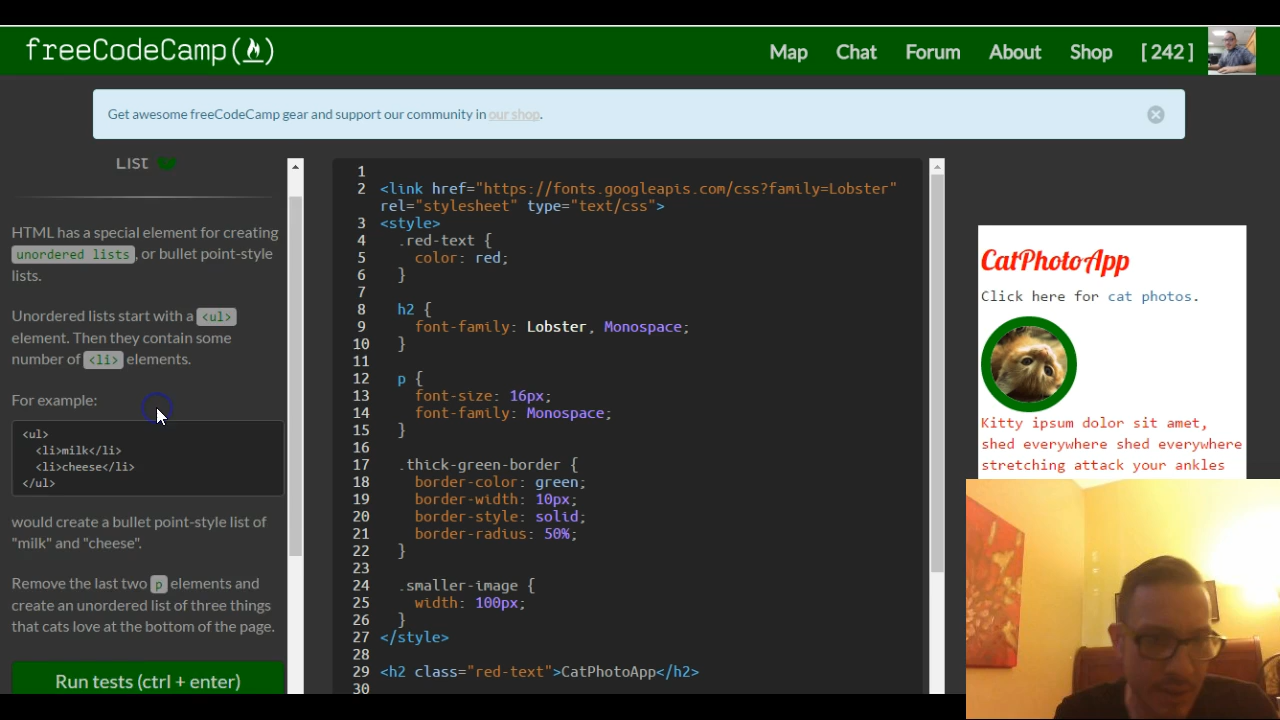 freeCodeCamp(🔥)
Map Chat Forum About Shop [ 242 ]
Get awesome freeCodeCamp gear and support our community in our shop.
List
HTML has a special element for creating
unordered lists, or bullet point-style
lists.
Unordered lists start with a <ul>
element. Then they contain some
number of <li> elements.
For example:
<ul>
<li>milk</li>
<li>cheese</li>
</ul>
would create a bullet point-style list of
"milk" and "cheese".
Remove the last two p elements and
create an unordered list of three things
that cats love at the bottom of the page.
Run tests (ctrl + enter)
1
2 <link href="https://fonts.googleapis.com/css?family=Lobster"
rel="stylesheet" type="text/css">
3 <style>
4 .red-text {
5 color: red;
6 }
7
8 h2 {
9 font-family: Lobster, Monospace;
10 }
11
12 p {
13 font-size: 16px;
14 font-family: Monospace;
15 }
16
17 .thick-green-border {
18 border-color: green;
19 border-width: 10px;
20 border-style: solid;
21 border-radius: 50%;
22 }
23
24 .smaller-image {
25 width: 100px;
26 }
27 </style>
28
29 <h2 class="red-text">CatPhotoApp</h2>
30
CatPhotoApp
Click here for cat photos.
Kitty ipsum dolor sit amet,
shed everywhere shed everywhere
stretching attack your ankles